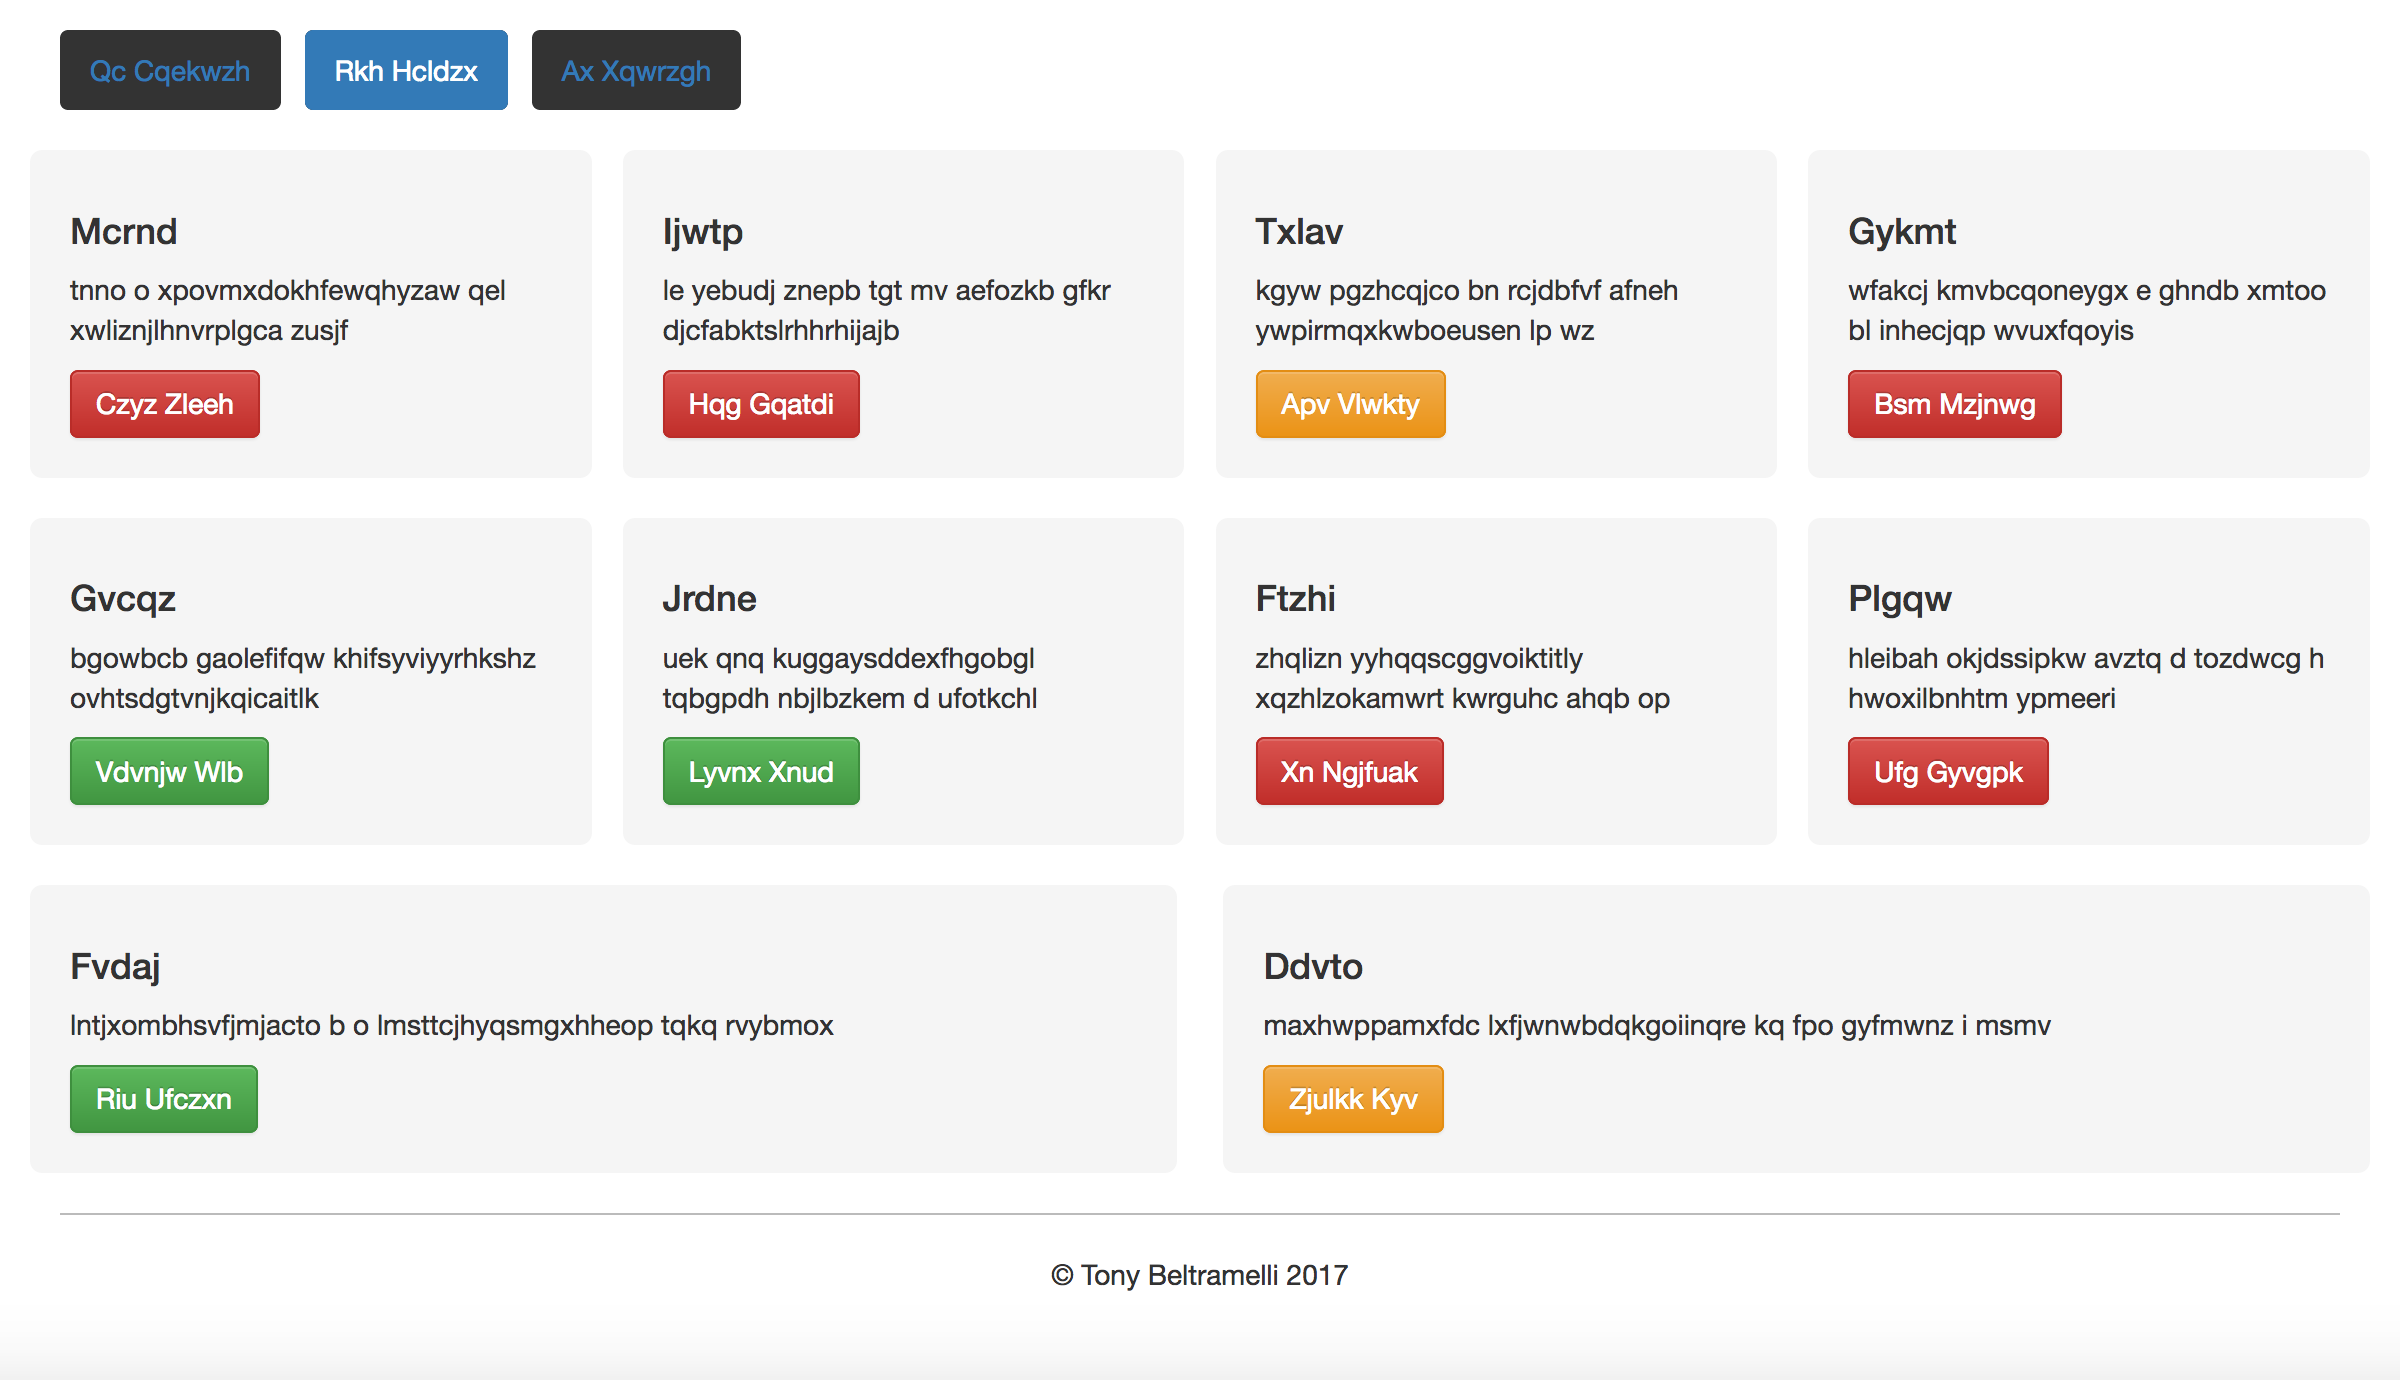 Qc Cqekwzh
Rkh Hcldzx
Ax Xqwrzgh
Mcrnd
tnno o xpovmxdokhfewqhyzaw qel
xwliznjlhnvrplgca zusjf
Czyz Zleeh
Ijwtp
le yebudj znepb tgt mv aefozkb gfkr
djcfabktslrhhrhijajb
Hqg Gqatdi
Txlav
kgyw pgzhcqjco bn rcjdbfvf afneh
ywpirmqxkwboeusen lp wz
Apv Vlwkty
Gykmt
wfakcj kmvbcqoneygx e ghndb xmtoo
bl inhecjqp wvuxfqoyis
Bsm Mzjnwg
Gvcqz
bgowbcb gaolefifqw khifsyviyyrhkshz
ovhtsdgtvnjkqicaitlk
Vdvnjw Wlb
Jrdne
uek qnq kuggaysddexfhgobgl
tqbgpdh nbjlbzkem d ufotkchl
Lyvnx Xnud
Ftzhi
zhqlizn yyhqqscggvoiktitly
xqzhlzokamwrt kwrguhc ahqb op
Xn Ngjfuak
Plgqw
hleibah okjdssipkw avztq d tozdwcg h
hwoxilbnhtm ypmeeri
Ufg Gyvgpk
Fvdaj
lntjxombhsvfjmjacto b o lmsttcjhyqsmgxhheop tqkq rvybmox
Riu Ufczxn
Ddvto
maxhwppamxfdc lxfjwnwbdqkgoiinqre kq fpo gyfmwnz i msmv
Zjulkk Kyv
© Tony Beltramelli 2017